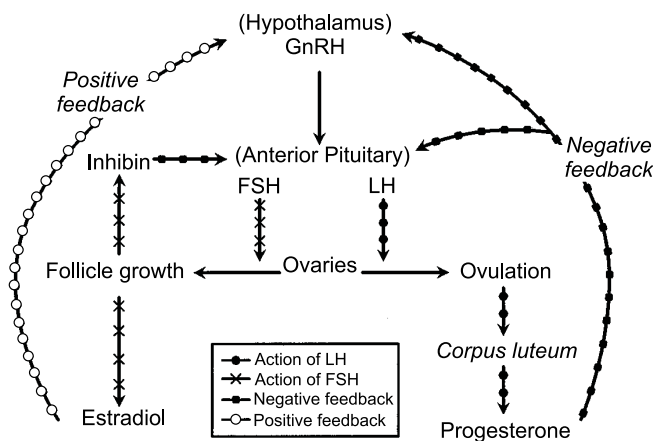 (Hypothalamus)
GnRH
Positive
feedback
Inhibin
(Anterior Pituitary)
Negative
feedback
FSH
LH
Follicle growth
Ovaries
Ovulation
Corpus luteum
Estradiol
Progesterone
Action of LH
Action of FSH
Negative feedback
Positive feedback